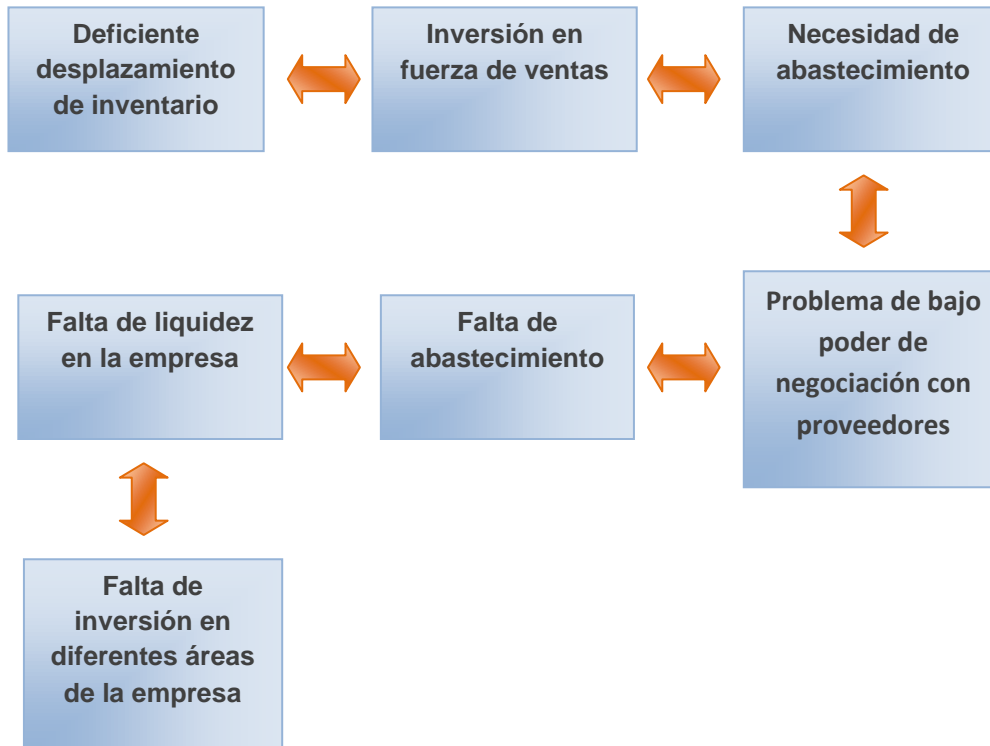 Deficiente
desplazamiento
de inventario
Inversión en
fuerza de ventas
Necesidad de
abastecimiento
Problema de bajo
poder de
negociación con
proveedores
Falta de
abastecimiento
Falta de liquidez
en la empresa
Falta de
inversión en
diferentes áreas
de la empresa